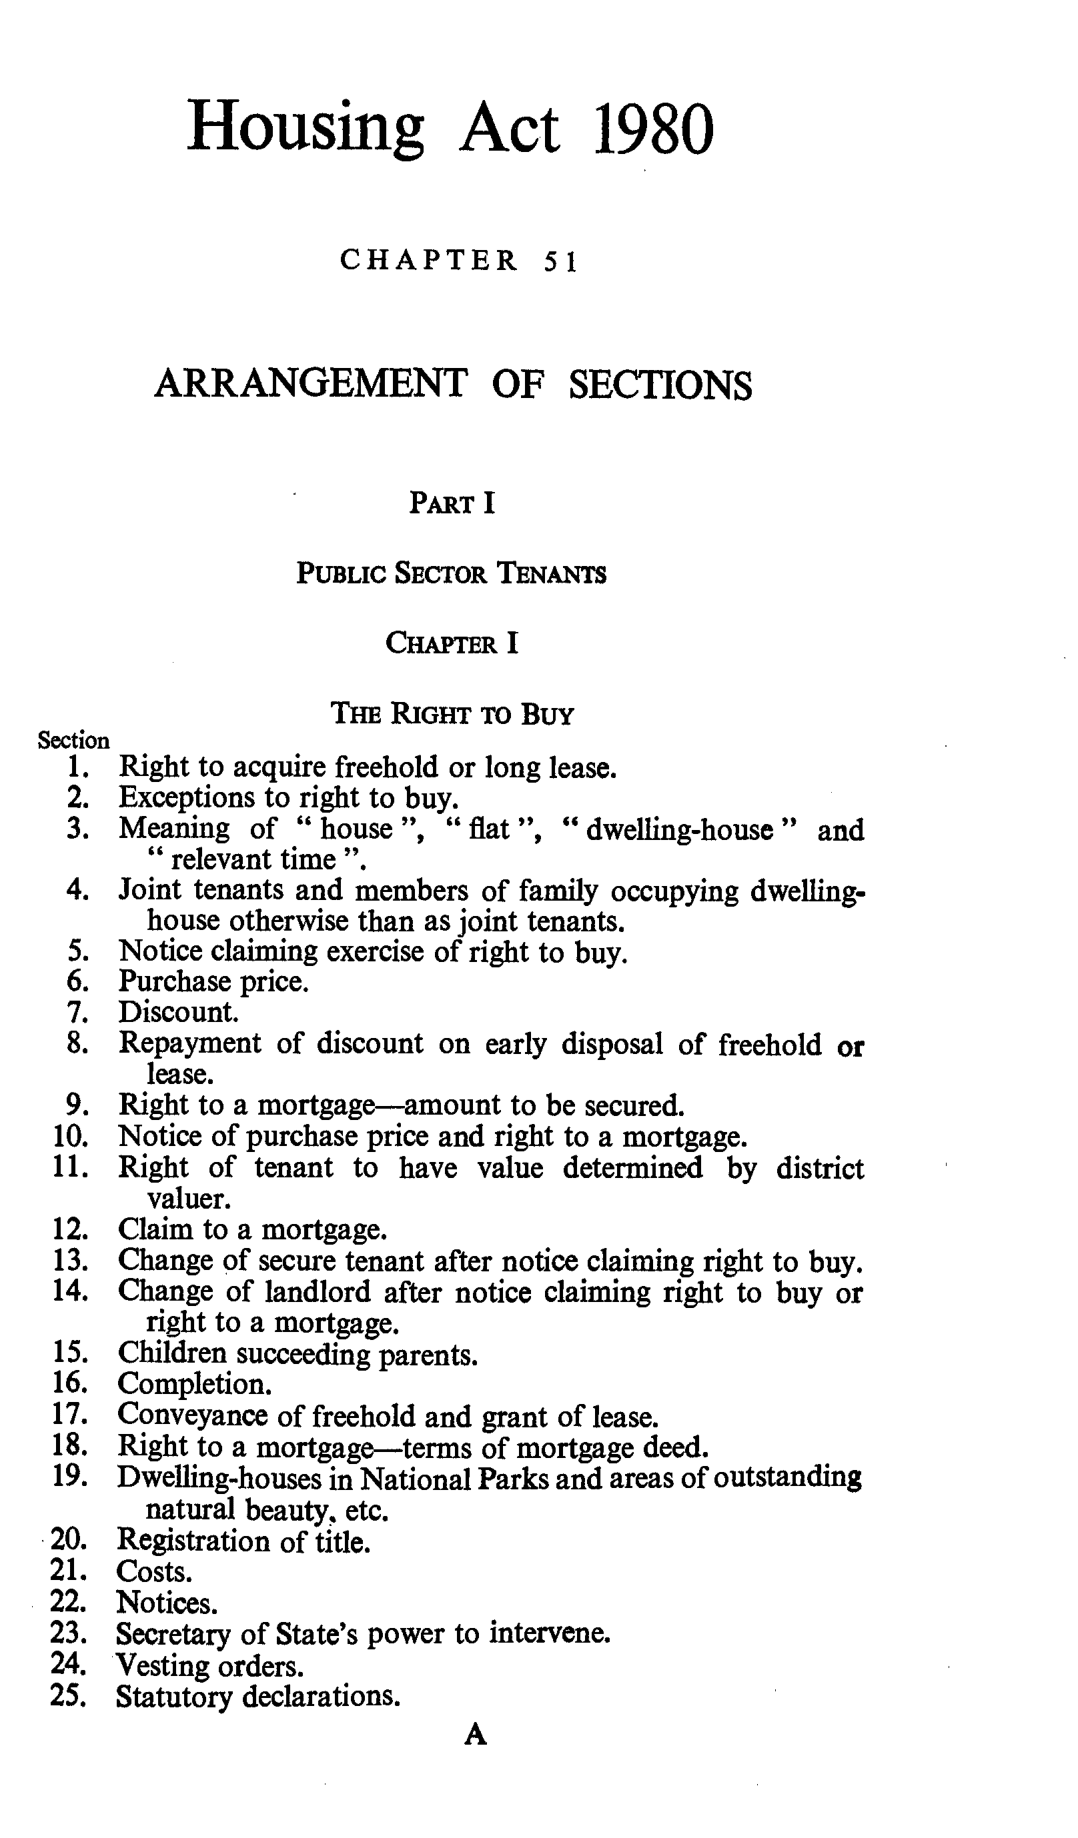 Housing Act 1980
CHAPTER 51
ARRANGEMENT OF SECTIONS
PART I
PUBLIC SECTOR TENANTS
CHAPTER I
THE RIGHT TO BUY
Section
1. Right to acquire freehold or long lease.
2. Exceptions to right to buy.
3. Meaning of “ house ”, “ flat ”, “ dwelling-house ” and
“ relevant time ”.
4. Joint tenants and members of family occupying dwelling-
house otherwise than as joint tenants.
5. Notice claiming exercise of right to buy.
6. Purchase price.
7. Discount.
8. Repayment of discount on early disposal of freehold or
lease.
9. Right to a mortgage—amount to be secured.
10. Notice of purchase price and right to a mortgage.
11. Right of tenant to have value determined by district
valuer.
12. Claim to a mortgage.
13. Change of secure tenant after notice claiming right to buy.
14. Change of landlord after notice claiming right to buy or
right to a mortgage.
15. Children succeeding parents.
16. Completion.
17. Conveyance of freehold and grant of lease.
18. Right to a mortgage—terms of mortgage deed.
19. Dwelling-houses in National Parks and areas of outstanding
natural beauty, etc.
20. Registration of title.
21. Costs.
22. Notices.
23. Secretary of State’s power to intervene.
24. Vesting orders.
25. Statutory declarations.
A